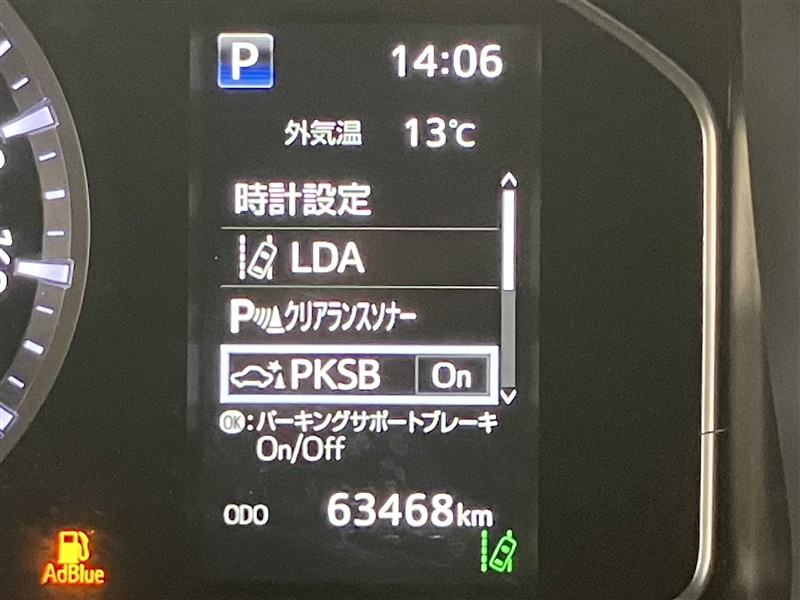 P 14:06
外気温 13℃
時計設定
LDA
Pクリアランスソナー
PKSB On
OK:パーキングサポートブレーキ
On/Off
ODO 63468km
AdBlue